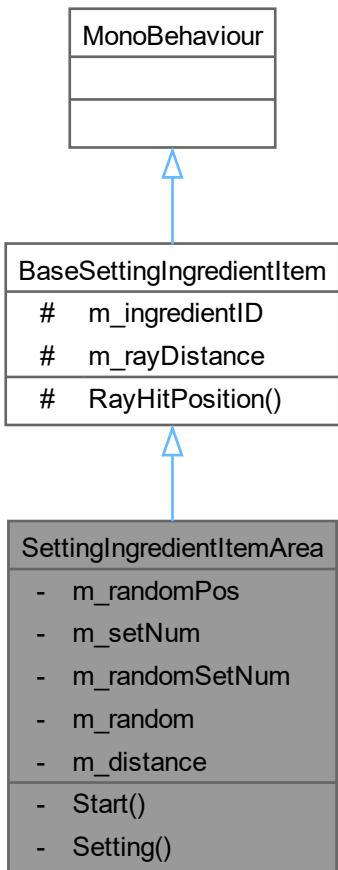 MonoBehaviour
BaseSettingIngredientItem
# m_ingredientID
# m_rayDistance
# RayHitPosition()
SettingIngredientItemArea
- m_randomPos
- m_setNum
- m_randomSetNum
- m_random
- m_distance
- Start()
- Setting()